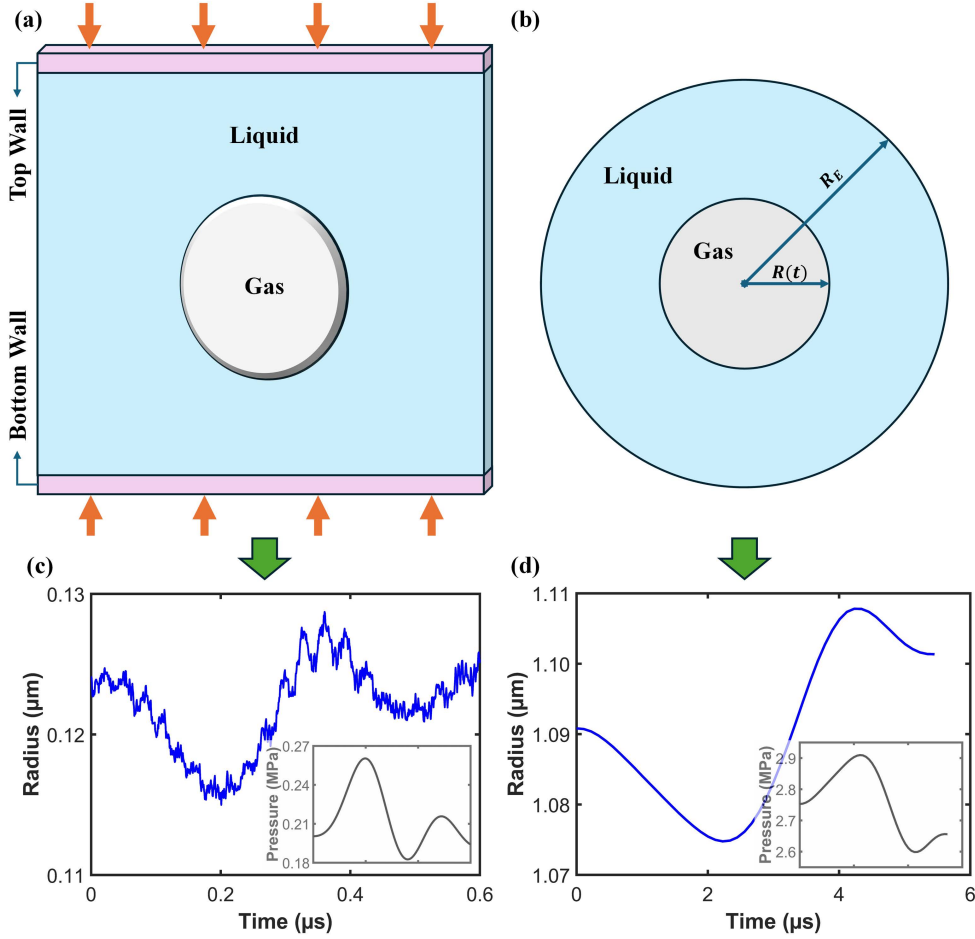 (a)
Top Wall
Liquid
Gas
Bottom Wall
(b)
Liquid
R_E
Gas
R(t)
(c)
0.13
0.12
0.11
Radius (µm)
0
0.2
0.4
0.6
Time (µs)
0.27
0.24
0.21
0.18
Pressure (MPa)
(d)
1.11
1.10
1.09
1.08
1.07
Radius (µm)
0
2
4
6
Time (µs)
2.9
2.8
2.7
2.6
Pressure (MPa)